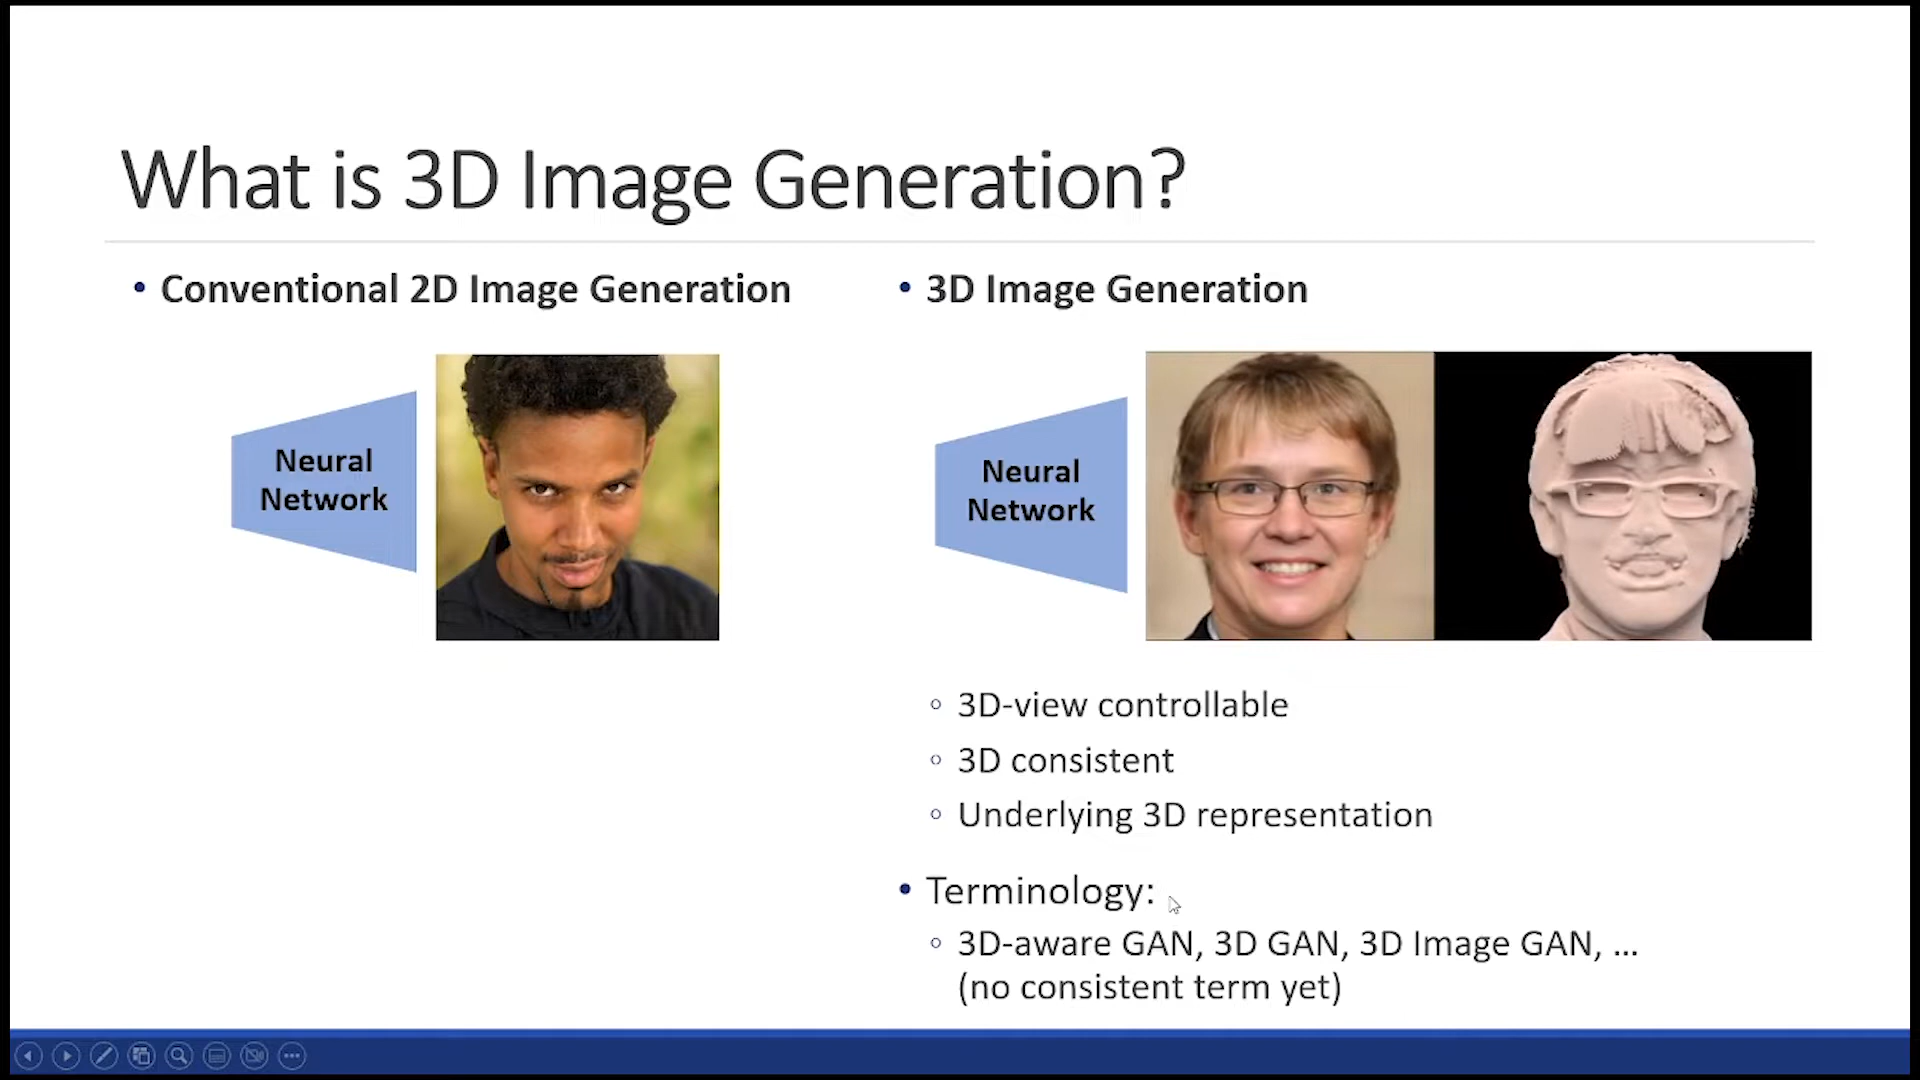 What is 3D Image Generation?
• Conventional 2D Image Generation
Neural
Network
• 3D Image Generation
Neural
Network
◦ 3D-view controllable
◦ 3D consistent
◦ Underlying 3D representation
• Terminology:
◦ 3D-aware GAN, 3D GAN, 3D Image GAN, ...
(no consistent term yet)